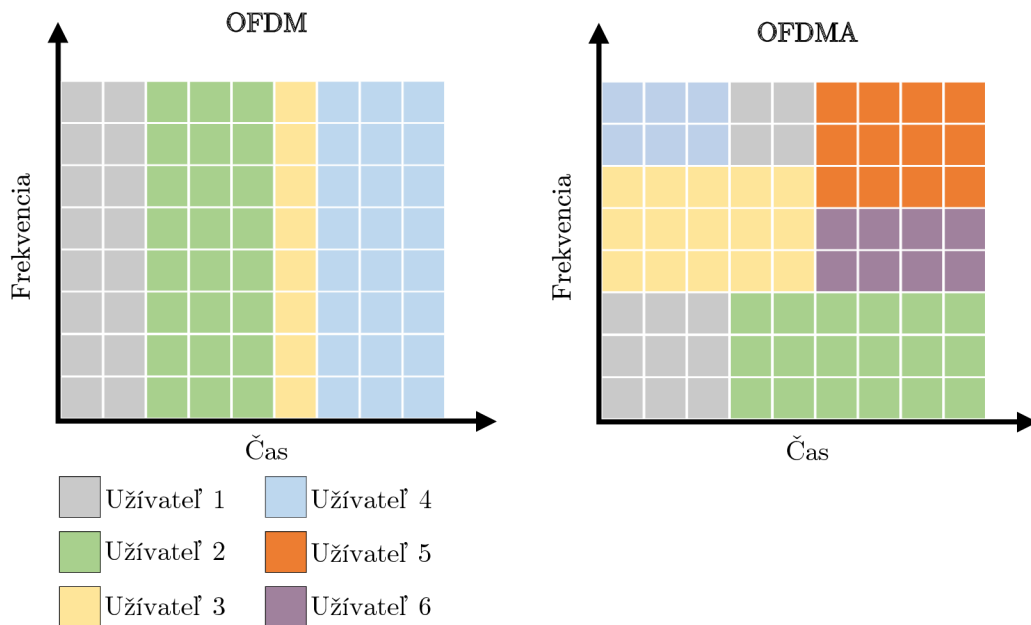 OFDM
Frekvencia
Čas
OFDMA
Frekvencia
Čas
Užívateľ 1
Užívateľ 2
Užívateľ 3
Užívateľ 4
Užívateľ 5
Užívateľ 6